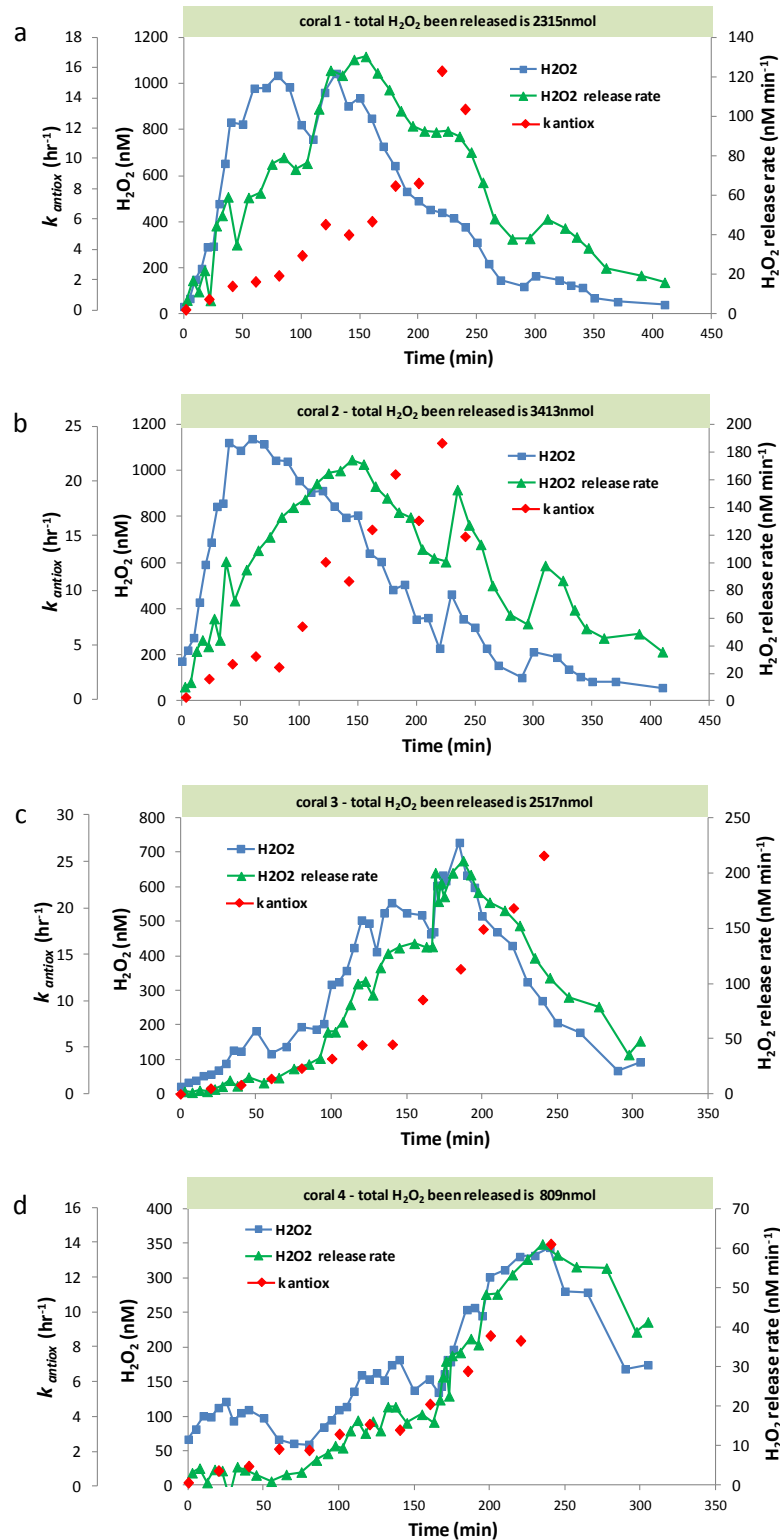 a
coral 1 - total H₂O₂ been released is 2315nmol
k antiox (hr⁻¹)
18
16
14
12
10
8
6
4
2
0
H₂O₂ (nM)
1200
1000
800
600
400
200
0
H2O2
H2O2 release rate
k antiox
140
120
100
80
60
40
20
0
H₂O₂ release rate (nM min⁻¹)
0 50 100 150 200 250 300 350 400 450
Time (min)
b
coral 2 - total H₂O₂ been released is 3413nmol
k antiox (hr⁻¹)
25
20
15
10
5
0
H₂O₂ (nM)
1200
1000
800
600
400
200
0
H2O2
H2O2 release rate
k antiox
200
180
160
140
120
100
80
60
40
20
0
H₂O₂ release rate (nM min⁻¹)
0 50 100 150 200 250 300 350 400 450
Time (min)
c
coral 3 - total H₂O₂ been released is 2517nmol
k antiox (hr⁻¹)
30
25
20
15
10
5
0
H₂O₂ (nM)
800
700
600
500
400
300
200
100
0
H2O2
H2O2 release rate
k antiox
250
200
150
100
50
0
H₂O₂ release rate (nM min⁻¹)
0 50 100 150 200 250 300 350
Time (min)
d
coral 4 - total H₂O₂ been released is 809nmol
k antiox (hr⁻¹)
16
14
12
10
8
6
4
2
0
H₂O₂ (nM)
400
350
300
250
200
150
100
50
0
H2O2
H2O2 release rate
k antiox
70
60
50
40
30
20
10
0
H₂O₂ release rate (nM min⁻¹)
0 50 100 150 200 250 300 350
Time (min)